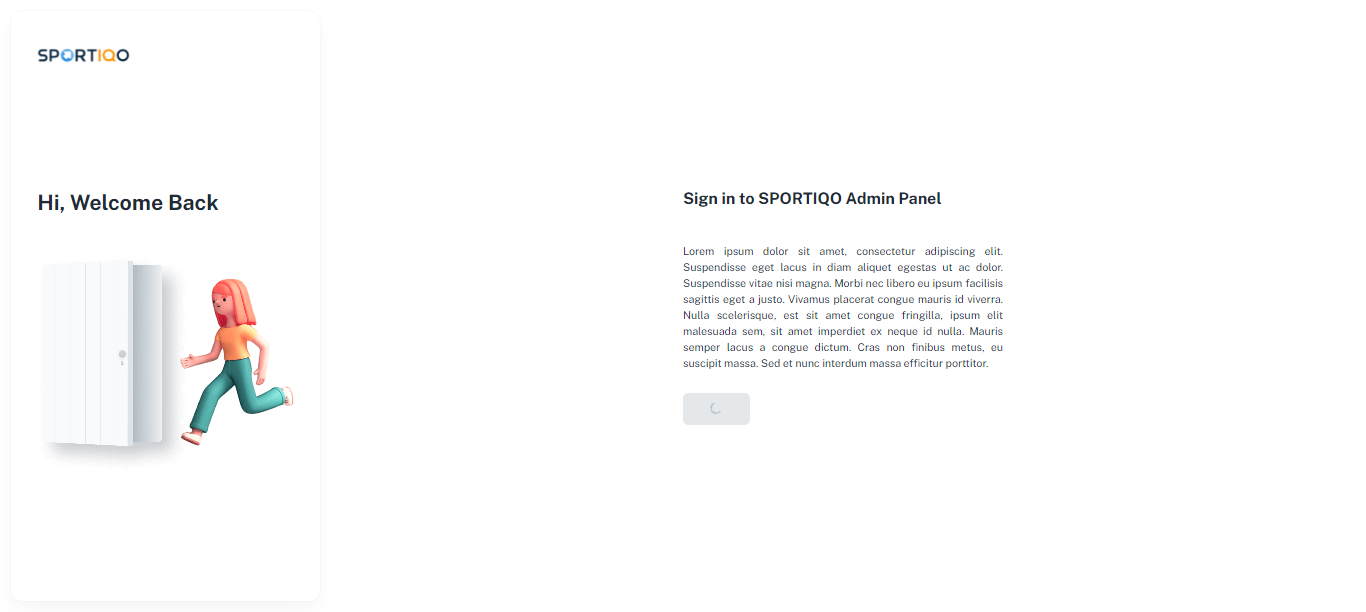 SPORTIQO
Hi, Welcome Back
Sign in to SPORTIQO Admin Panel
Lorem ipsum dolor sit amet, consectetur adipiscing elit.
Suspendisse eget lacus in diam aliquet egestas ut ac dolor.
Suspendisse vitae nisi magna. Morbi nec libero eu ipsum facilisis
sagittis eget a justo. Vivamus placerat congue mauris id viverra.
Nulla scelerisque, est sit amet congue fringilla, ipsum elit
malesuada sem, sit amet imperdiet ex neque id nulla. Mauris
semper lacus a congue dictum. Cras non finibus metus, eu
suscipit massa. Sed et nunc interdum massa efficitur porttitor.